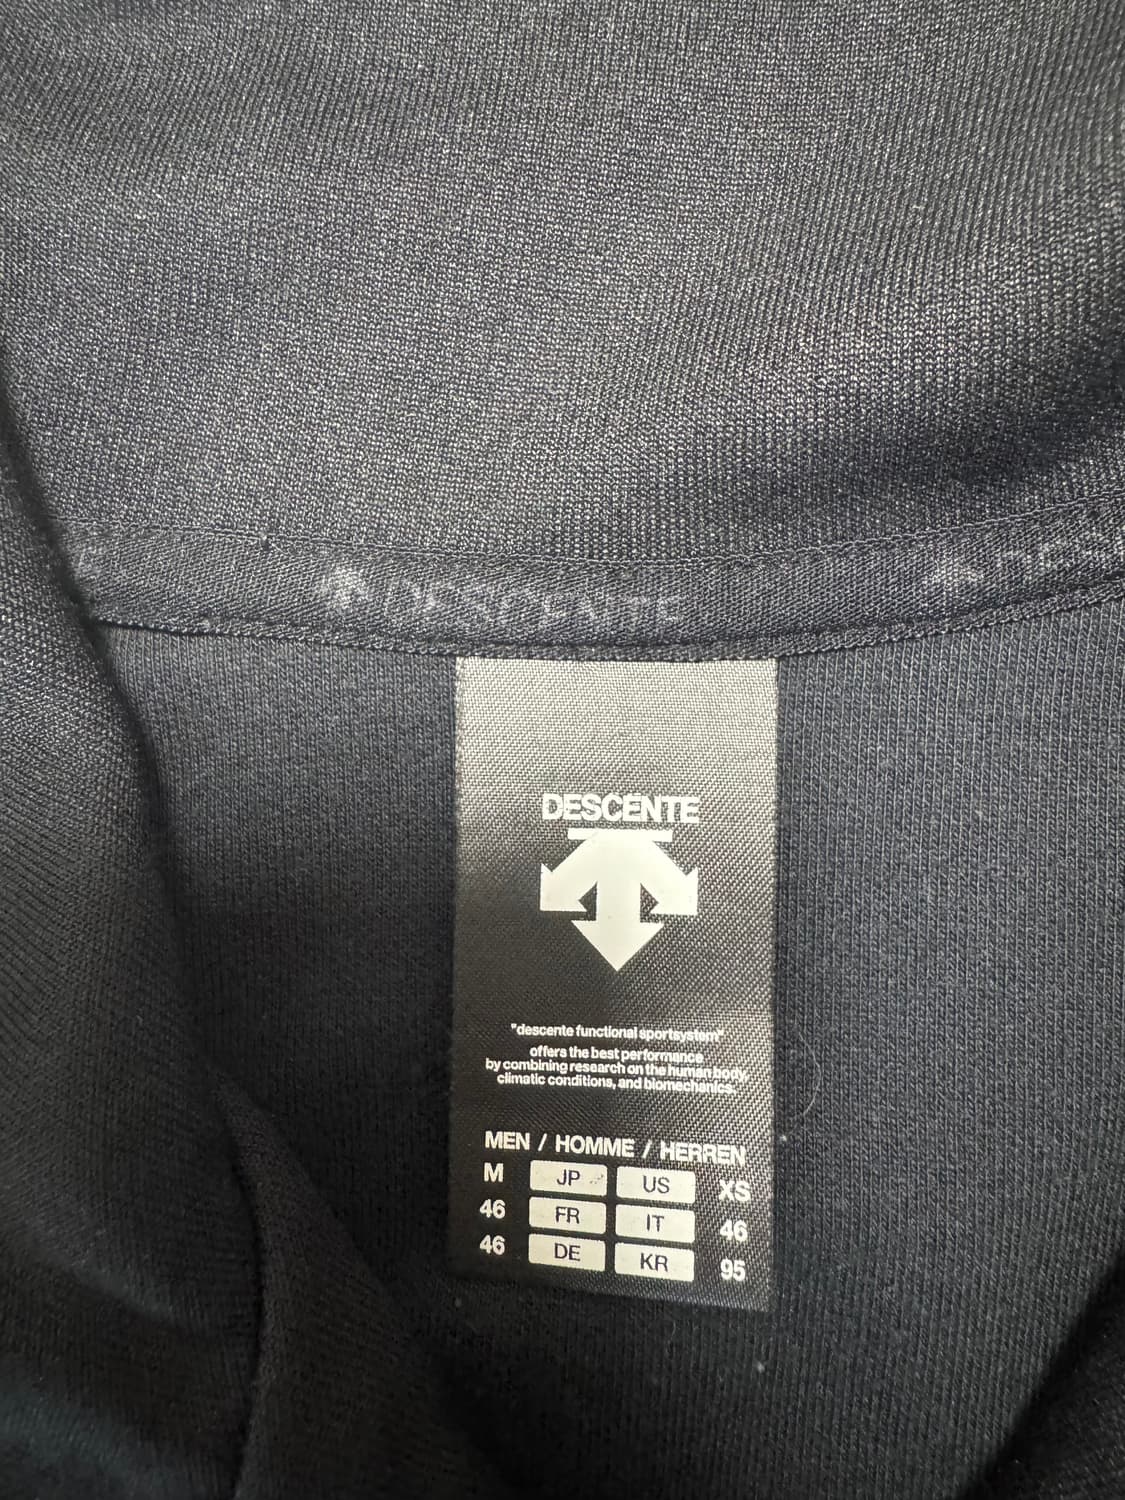 DESCENTE
DES
DESCENTE
"descente functional sportsystem"
offers the best performance
by combining research on the human body,
climatic conditions, and biomechanics.
MEN / HOMME / HERREN
M JP US XS
46 FR IT 46
46 DE KR 95